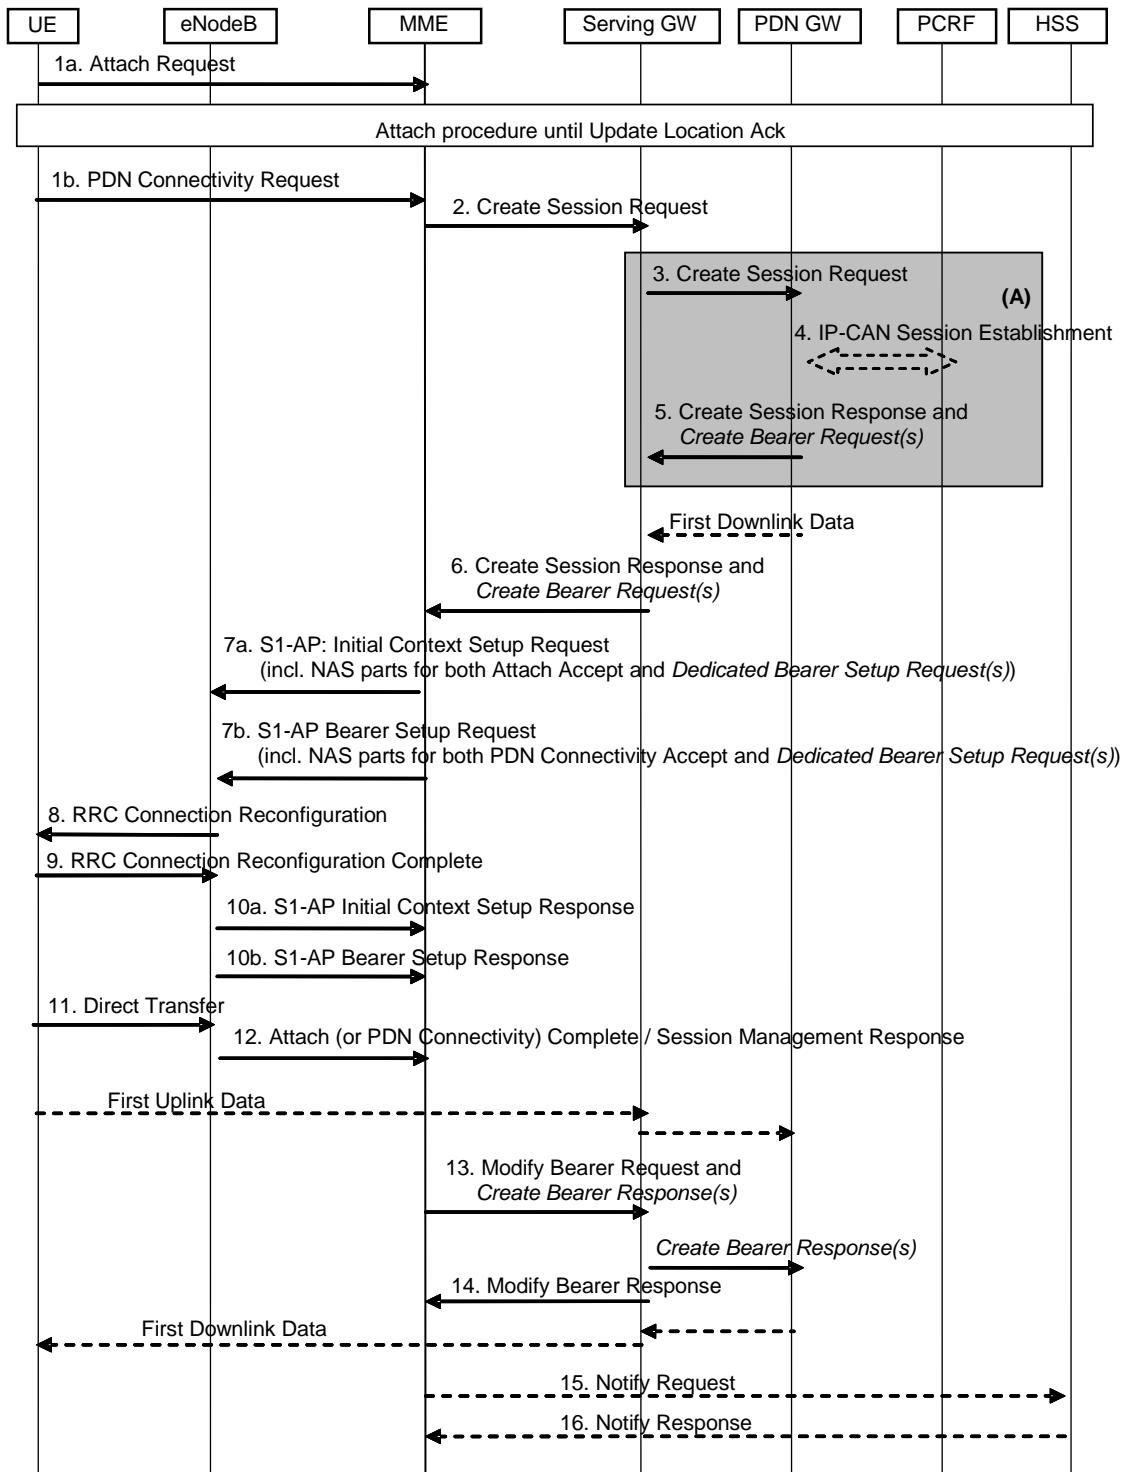 UE eNodeB MME Serving GW PDN GW PCRF HSS
1a. Attach Request
Attach procedure until Update Location Ack
1b. PDN Connectivity Request
2. Create Session Request
3. Create Session Request
(A)
4. IP-CAN Session Establishment
5. Create Session Response and
Create Bearer Request(s)
First Downlink Data
6. Create Session Response and
Create Bearer Request(s)
7a. S1-AP: Initial Context Setup Request
(incl. NAS parts for both Attach Accept and Dedicated Bearer Setup Request(s))
7b. S1-AP Bearer Setup Request
(incl. NAS parts for both PDN Connectivity Accept and Dedicated Bearer Setup Request(s))
8. RRC Connection Reconfiguration
9. RRC Connection Reconfiguration Complete
10a. S1-AP Initial Context Setup Response
10b. S1-AP Bearer Setup Response
11. Direct Transfer
12. Attach (or PDN Connectivity) Complete / Session Management Response
First Uplink Data
13. Modify Bearer Request and
Create Bearer Response(s)
Create Bearer Response(s)
14. Modify Bearer Response
First Downlink Data
15. Notify Request
16. Notify Response